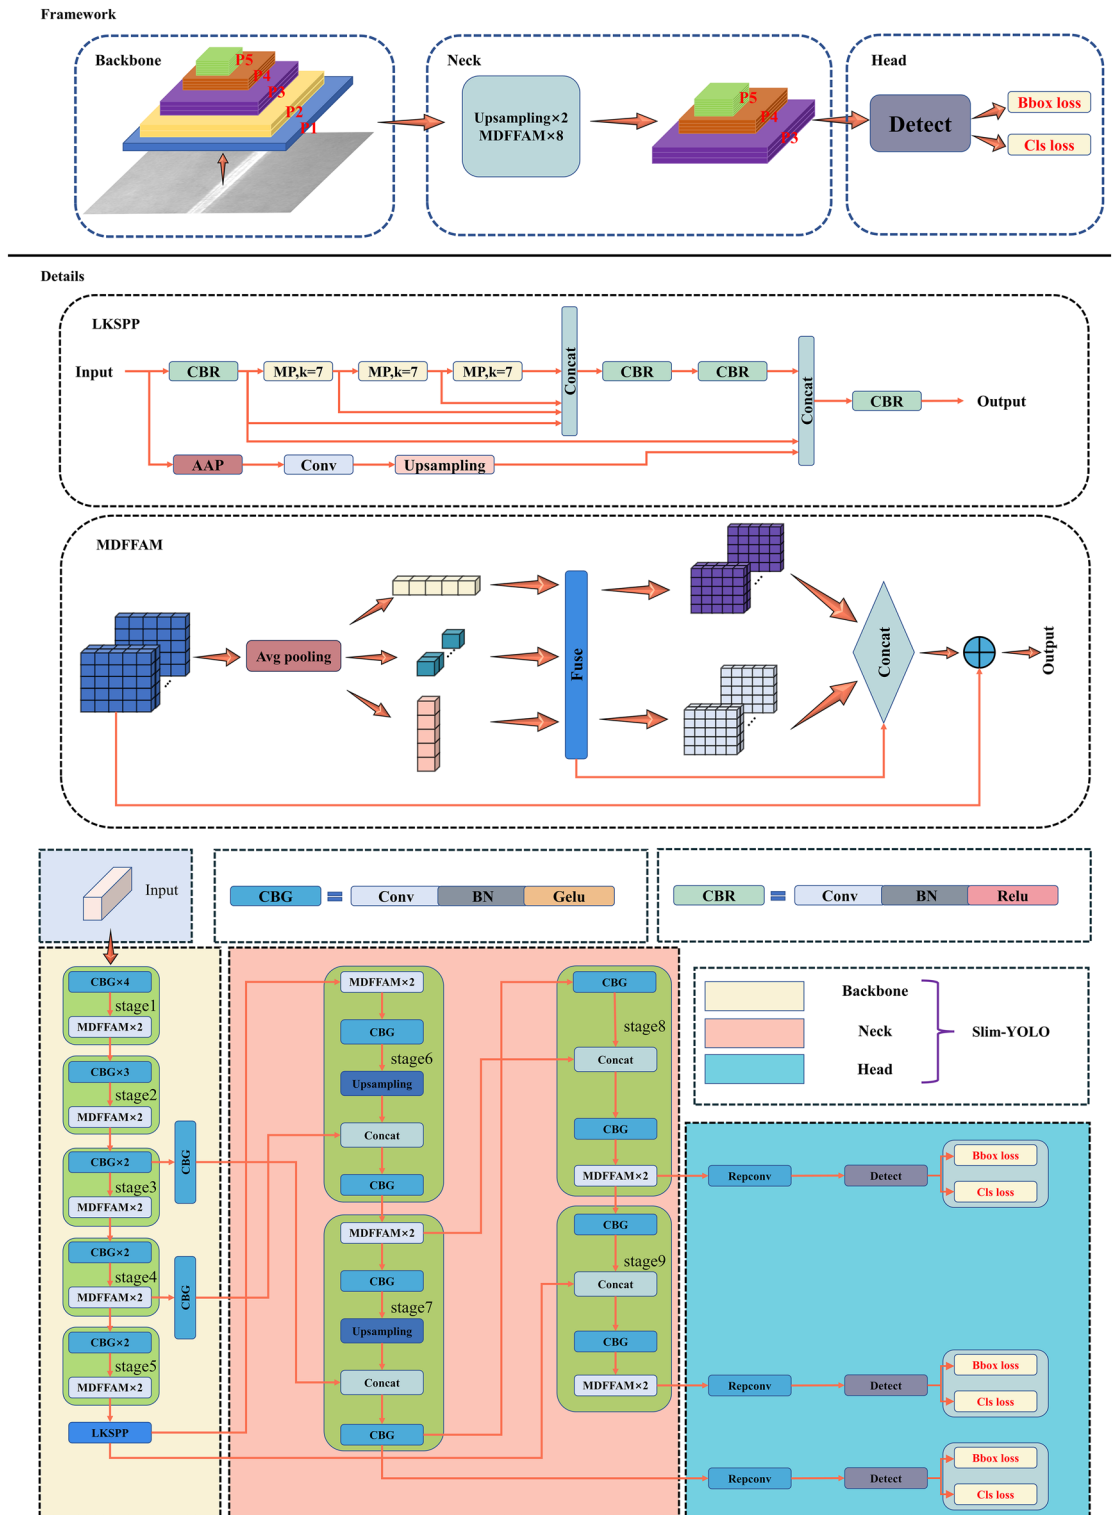 Framework
Backbone
P5
P4
P3
P2
P1
Neck
Upsampling×2
MDFFAM×8
P5
P4
P3
Head
Detect
Bbox loss
Cls loss
Details
LKSPP
Input
CBR
MP,k=7
MP,k=7
MP,k=7
Concat
CBR
CBR
Concat
CBR
Output
AAP
Conv
Upsampling
MDFFAM
Avg pooling
Fuse
Concat
Output
Input
CBG
=
Conv
BN
Gelu
CBR
=
Conv
BN
Relu
CBG×4
stage1
MDFFAM×2
CBG×3
stage2
MDFFAM×2
CBG×2
stage3
MDFFAM×2
CBG
CBG×2
stage4
MDFFAM×2
CBG
CBG×2
stage5
MDFFAM×2
LKSPP
MDFFAM×2
CBG
stage6
Upsampling
Concat
CBG
MDFFAM×2
CBG
stage7
Upsampling
Concat
CBG
CBG
stage8
Concat
CBG
MDFFAM×2
CBG
stage9
Concat
CBG
MDFFAM×2
Backbone
Neck
Head
Slim-YOLO
Repconv
Detect
Bbox loss
Cls loss
Repconv
Detect
Bbox loss
Cls loss
Repconv
Detect
Bbox loss
Cls loss